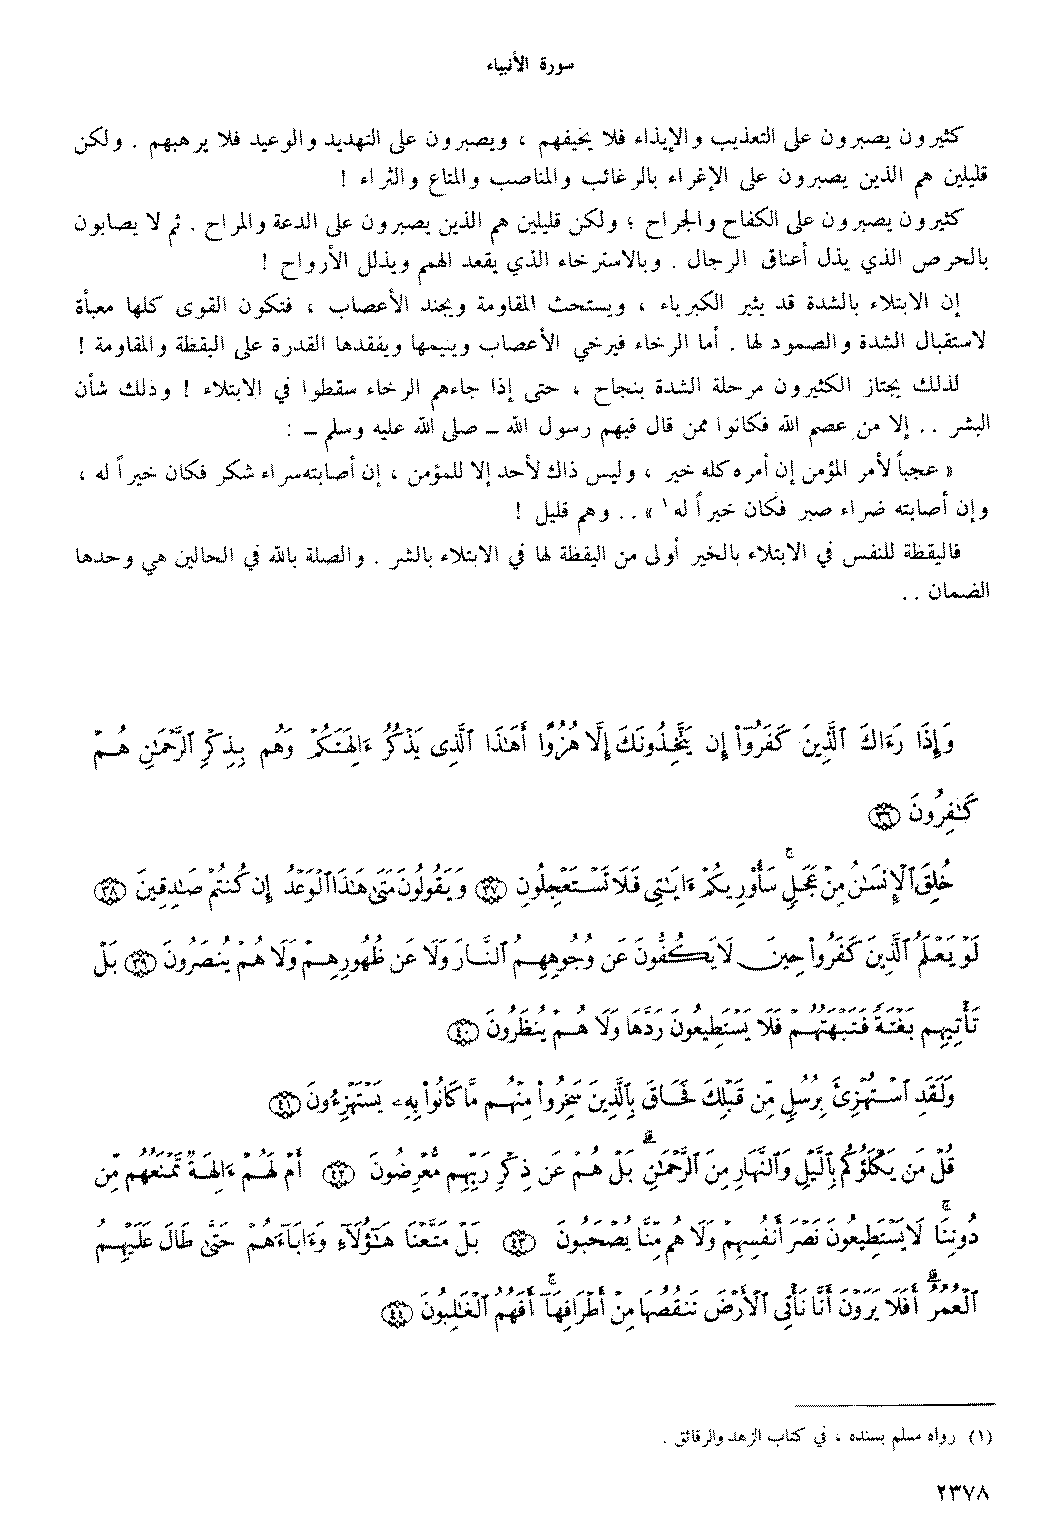 سورة الأنبياء
كثيرون يصبرون على التعذيب والإيذاء فلا يخيفهم ، ويصبرون على التهديد والوعيد فلا يرهبهم . ولكن
قليلين هم الذين يصبرون على الإغراء بالرغائب والمناصب والمتاع والثراء !
كثيرون يصبرون على الكفاح والجراح ؛ ولكن قليلين هم الذين يصبرون على الدعة والمراح . ثم لا يصابون
بالحرص الذي يذل أعناق الرجال . وبالاسترخاء الذي يقعد الهمم ويذلل الأرواح !
إن الابتلاء بالشدة قد يثير الكبرياء ، ويستحث المقاومة ويجند الأعصاب ، فتكون القوى كلها معبأة
لاستقبال الشدة والصمود لها . أما الرخاء فيرخي الأعصاب وينيمها ويفقدها القدرة على اليقظة والمقاومة !
لذلك يجتاز الكثيرون مرحلة الشدة بنجاح ، حتى إذا جاءهم الرخاء سقطوا في الابتلاء ! وذلك شأن
البشر . . إلا من عصم الله فكانوا ممن قال فيهم رسول الله – صلى الله عليه وسلم – :
« عجباً لأمر المؤمن إن أمره كله خير ، وليس ذاك لأحد إلا للمؤمن ، إن أصابته سراء شكر فكان خيراً له ،
وإن أصابته ضراء صبر فكان خيراً له١ » . . وهم قليل !
فاليقظة للنفس في الابتلاء بالخير أولى من اليقظة لها في الابتلاء بالشر . والصلة بالله في الحالين هي وحدها
الضمان . .
وَإِذَا رَءَاكَ ٱلَّذِينَ كَفَرُوٓا۟ إِن يَتَّخِذُونَكَ إِلَّا هُزُوًا أَهَٰذَا ٱلَّذِى يَذْكُرُ ءَالِهَتَكُمْ وَهُم بِذِكْرِ ٱلرَّحْمَٰنِ هُمْ
كَٰفِرُونَ ﴿٣٦﴾
خُلِقَ ٱلْإِنسَٰنُ مِنْ عَجَلٍ ۚ سَأُو۟رِيكُمْ ءَايَٰتِى فَلَا تَسْتَعْجِلُونِ ﴿٣٧﴾ وَيَقُولُونَ مَتَىٰ هَٰذَا ٱلْوَعْدُ إِن كُنتُمْ صَٰدِقِينَ ﴿٣٨﴾
لَوْ يَعْلَمُ ٱلَّذِينَ كَفَرُوا۟ حِينَ لَا يَكُفُّونَ عَن وُجُوهِهِمُ ٱلنَّارَ وَلَا عَن ظُهُورِهِمْ وَلَا هُمْ يُنصَرُونَ ﴿٣٩﴾ بَلْ
تَأْتِيهِم بَغْتَةً فَتَبْهَتُهُمْ فَلَا يَسْتَطِيعُونَ رَدَّهَا وَلَا هُمْ يُنظَرُونَ ﴿٤٠﴾
وَلَقَدِ ٱسْتُهْزِئَ بِرُسُلٍ مِّن قَبْلِكَ فَحَاقَ بِٱلَّذِينَ سَخِرُوا۟ مِنْهُم مَّا كَانُوا۟ بِهِۦ يَسْتَهْزِءُونَ ﴿٤١﴾
قُلْ مَن يَكْلَؤُكُم بِٱلَّيْلِ وَٱلنَّهَارِ مِنَ ٱلرَّحْمَٰنِ ۗ بَلْ هُمْ عَن ذِكْرِ رَبِّهِم مُّعْرِضُونَ ﴿٤٢﴾ أَمْ لَهُمْ ءَالِهَةٌ تَمْنَعُهُم مِّن
دُونِنَا ۚ لَا يَسْتَطِيعُونَ نَصْرَ أَنفُسِهِمْ وَلَا هُم مِّنَّا يُصْحَبُونَ ﴿٤٣﴾ بَلْ مَتَّعْنَا هَٰٓؤُلَآءِ وَءَابَآءَهُمْ حَتَّىٰ طَالَ عَلَيْهِمُ
ٱلْعُمُرُ ۗ أَفَلَا يَرَوْنَ أَنَّا نَأْتِى ٱلْأَرْضَ نَنقُصُهَا مِنْ أَطْرَافِهَآ ۚ أَفَهُمُ ٱلْغَٰلِبُونَ ﴿٤٤﴾
(١) رواه مسلم بسنده ، في كتاب الزهد والرقائق .
٢٣٧٨